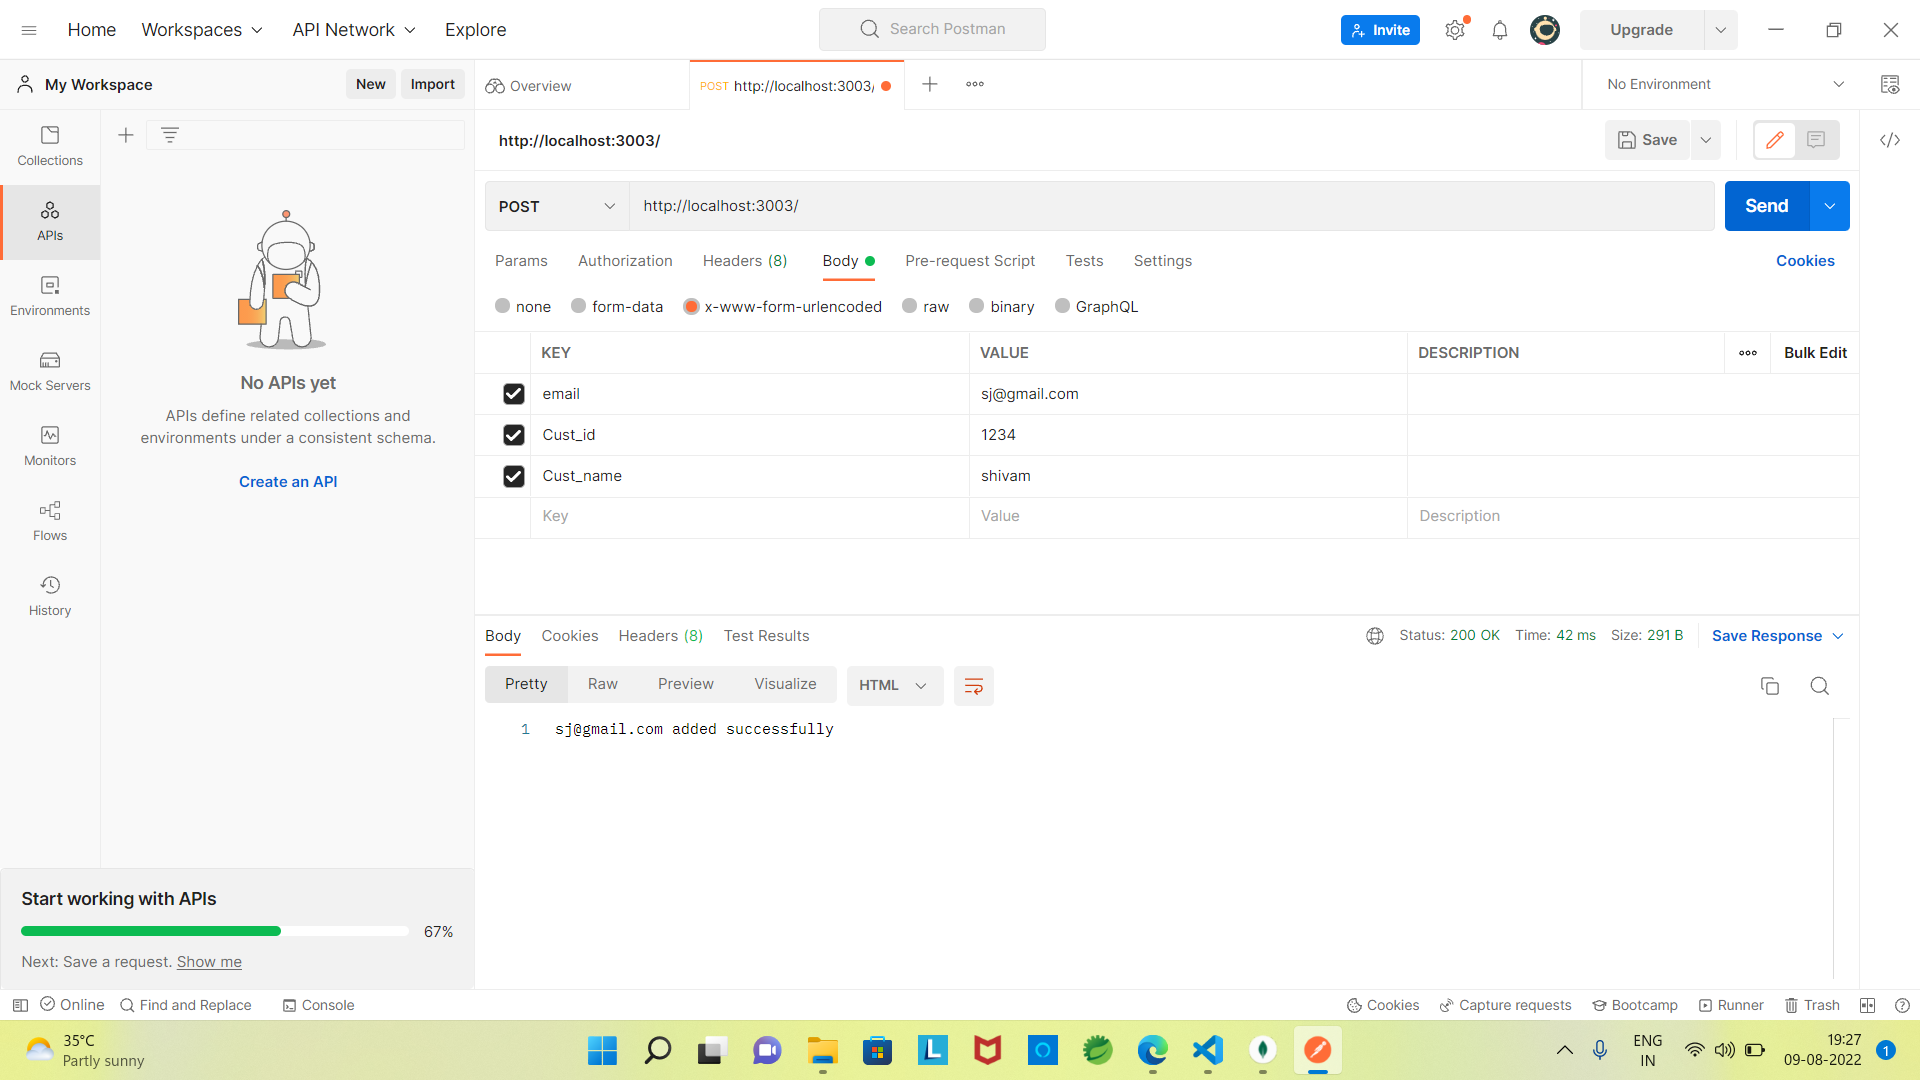 Home Workspaces API Network Explore Search Postman Invite Upgrade
My Workspace New Import Overview POST http://localhost:3003/ No Environment
http://localhost:3003/ Save
Collections
APIs
Environments
Mock Servers
Monitors
Flows
History
No APIs yet
APIs define related collections and
environments under a consistent schema.
Create an API
POST http://localhost:3003/ Send
Params Authorization Headers (8) Body Pre-request Script Tests Settings Cookies
none form-data x-www-form-urlencoded raw binary GraphQL
KEY VALUE DESCRIPTION Bulk Edit
email sj@gmail.com
Cust_id 1234
Cust_name shivam
Key Value Description
Body Cookies Headers (8) Test Results Status: 200 OK Time: 42 ms Size: 291 B Save Response
Pretty Raw Preview Visualize HTML
1 sj@gmail.com added successfully
Start working with APIs
67%
Next: Save a request. Show me
Online Find and Replace Console Cookies Capture requests Bootcamp Runner Trash
35°C
Partly sunny
L
ENG
IN
19:27
09-08-2022
1